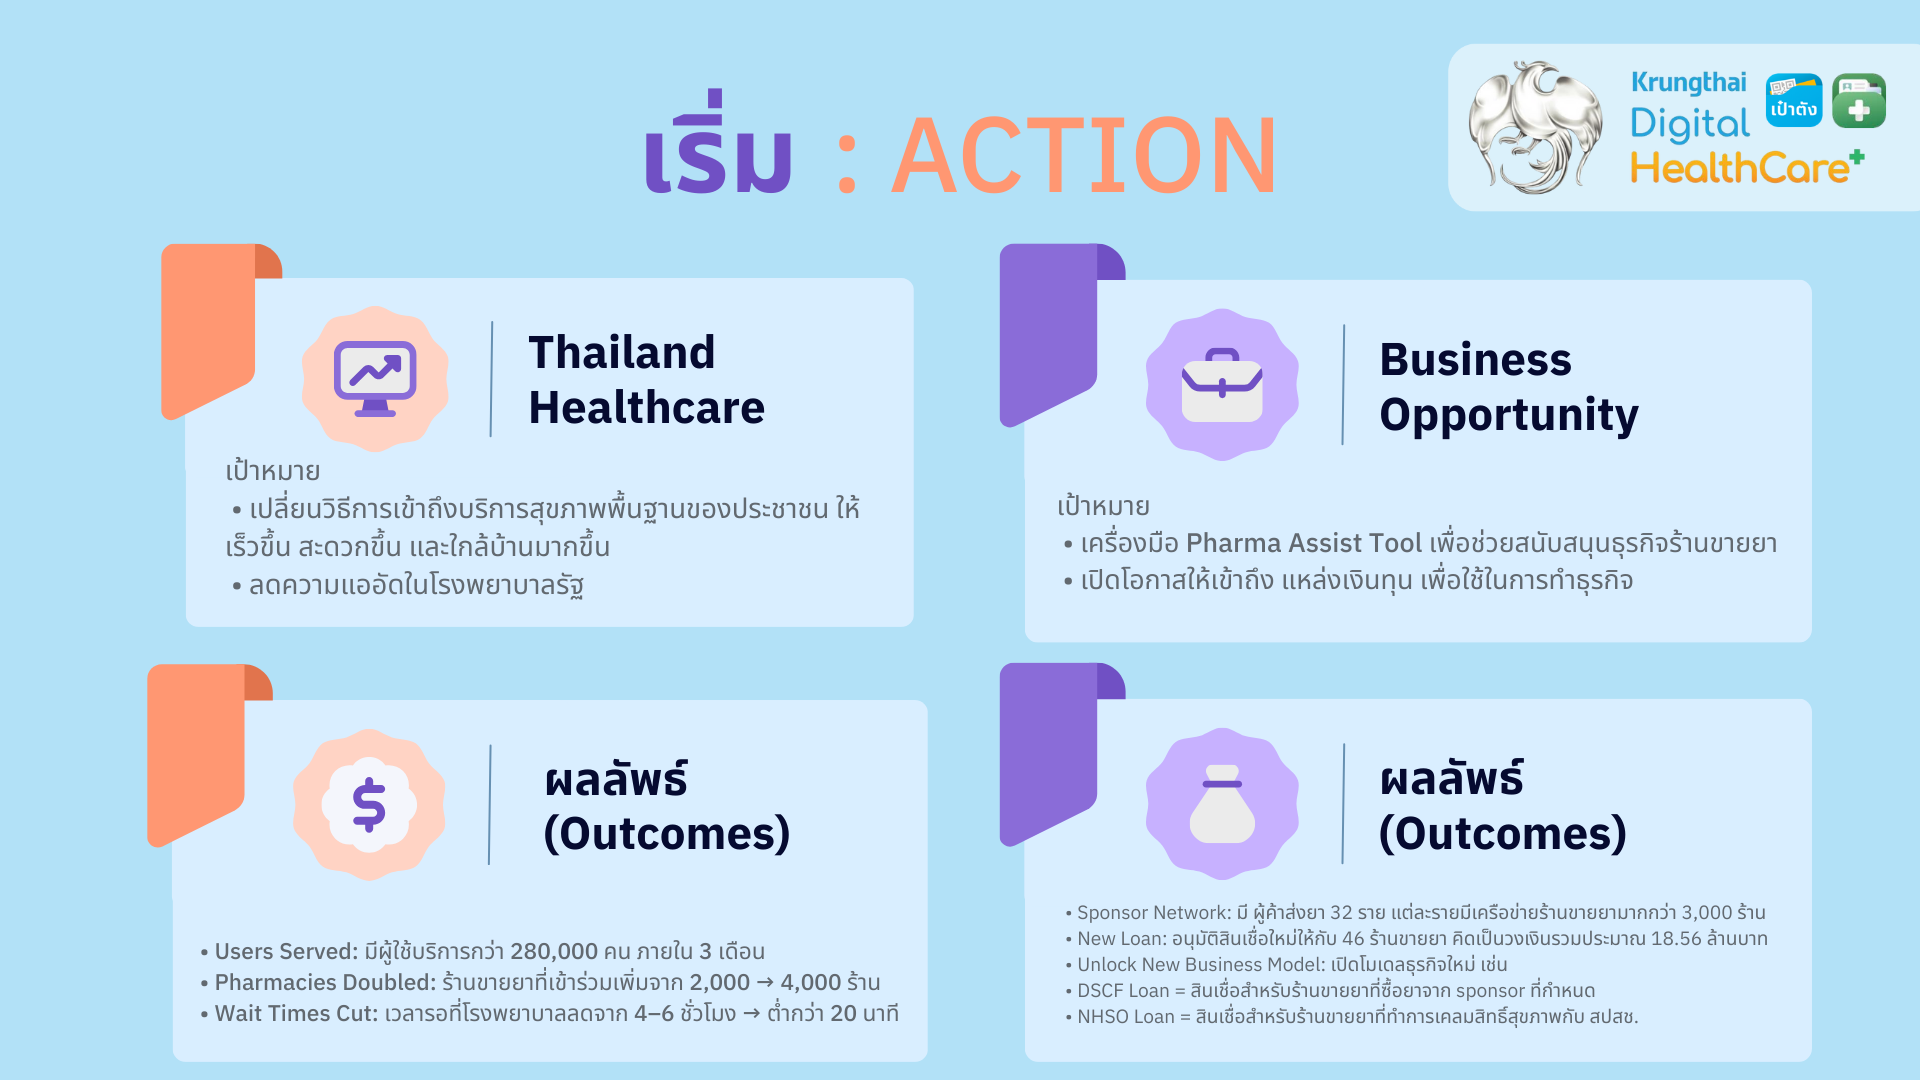 เริ่ม : ACTION
Krungthai
Digital
HealthCare+
เป๋าตัง
Thailand
Healthcare
เป้าหมาย
• เปลี่ยนวิธีการเข้าถึงบริการสุขภาพพื้นฐานของประชาชน ให้
เร็วขึ้น สะดวกขึ้น และใกล้บ้านมากขึ้น
• ลดความแออัดในโรงพยาบาลรัฐ
Business
Opportunity
เป้าหมาย
• เครื่องมือ Pharma Assist Tool เพื่อช่วยสนับสนุนธุรกิจร้านขายยา
• เปิดโอกาสให้เข้าถึง แหล่งเงินทุน เพื่อใช้ในการทำธุรกิจ
ผลลัพธ์
(Outcomes)
• Users Served: มีผู้ใช้บริการกว่า 280,000 คน ภายใน 3 เดือน
• Pharmacies Doubled: ร้านขายยาที่เข้าร่วมเพิ่มจาก 2,000 → 4,000 ร้าน
• Wait Times Cut: เวลารอที่โรงพยาบาลลดจาก 4–6 ชั่วโมง → ต่ำกว่า 20 นาที
ผลลัพธ์
(Outcomes)
• Sponsor Network: มี ผู้ค้าส่งยา 32 ราย แต่ละรายมีเครือข่ายร้านขายยามากกว่า 3,000 ร้าน
• New Loan: อนุมัติสินเชื่อใหม่ให้กับ 46 ร้านขายยา คิดเป็นวงเงินรวมประมาณ 18.56 ล้านบาท
• Unlock New Business Model: เปิดโมเดลธุรกิจใหม่ เช่น
• DSCF Loan = สินเชื่อสำหรับร้านขายยาที่ซื้อยาจาก sponsor ที่กำหนด
• NHSO Loan = สินเชื่อสำหรับร้านขายยาที่ทำการเคลมสิทธิ์สุขภาพกับ สปสช.